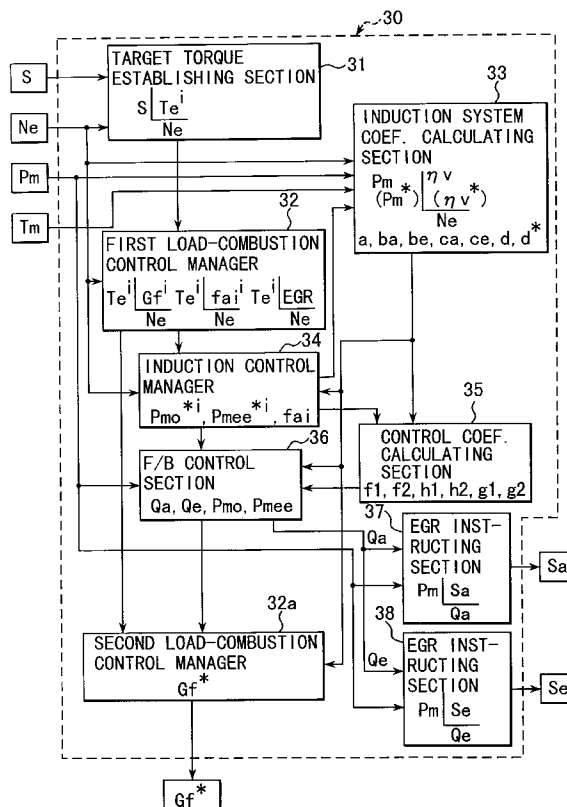 30
TARGET TORQUE
ESTABLISHING SECTION
S Te^i
Ne
31
S
Ne
Pm
Tm
33
INDUCTION SYSTEM
COEF. CALCULATING
SECTION
Pm ηv
(Pm*) (ηv*)
Ne
a, ba, be, ca, ce, d, d*
32
FIRST LOAD-COMBUSTION
CONTROL MANAGER
Te^i Gf^i Te^i fai^i Te^i EGR
Ne Ne Ne
34
INDUCTION CONTROL
MANAGER
Pmo*^i, Pmee*^i, fai
35
CONTROL COEF.
CALCULATING
SECTION
f1, f2, h1, h2, g1, g2
36
F/B CONTROL
SECTION
Qa, Qe, Pmo, Pmee
37
EGR INST-
RUCTING
SECTION
Pm Sa
Qa
Qa
Sa
32a
SECOND LOAD-COMBUSTION
CONTROL MANAGER
Gf*
38
EGR INST-
RUCTING
SECTION
Pm Se
Qe
Qe
Se
Gf*